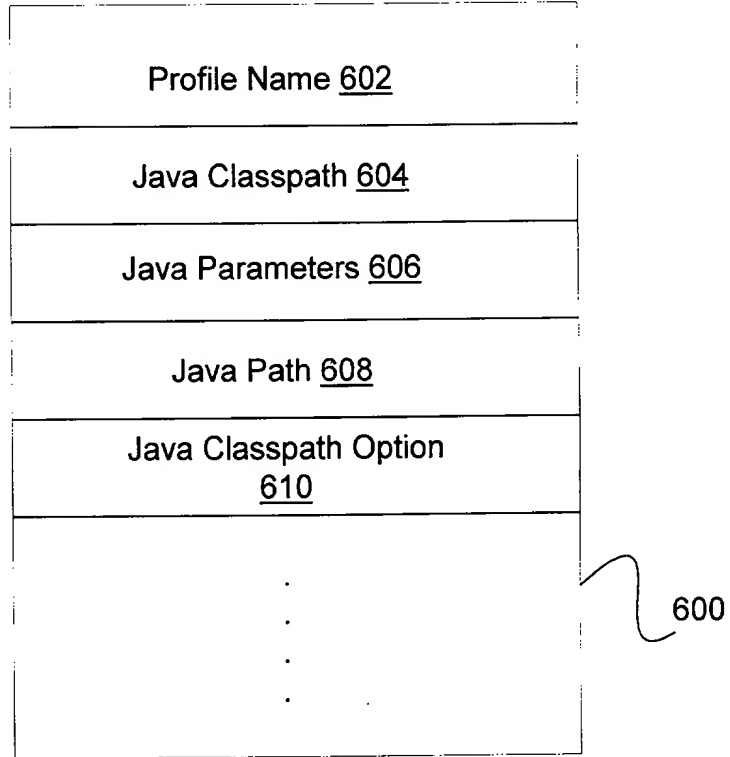 Profile Name 602
Java Classpath 604
Java Parameters 606
Java Path 608
Java Classpath Option
610
.
.
.
.
600